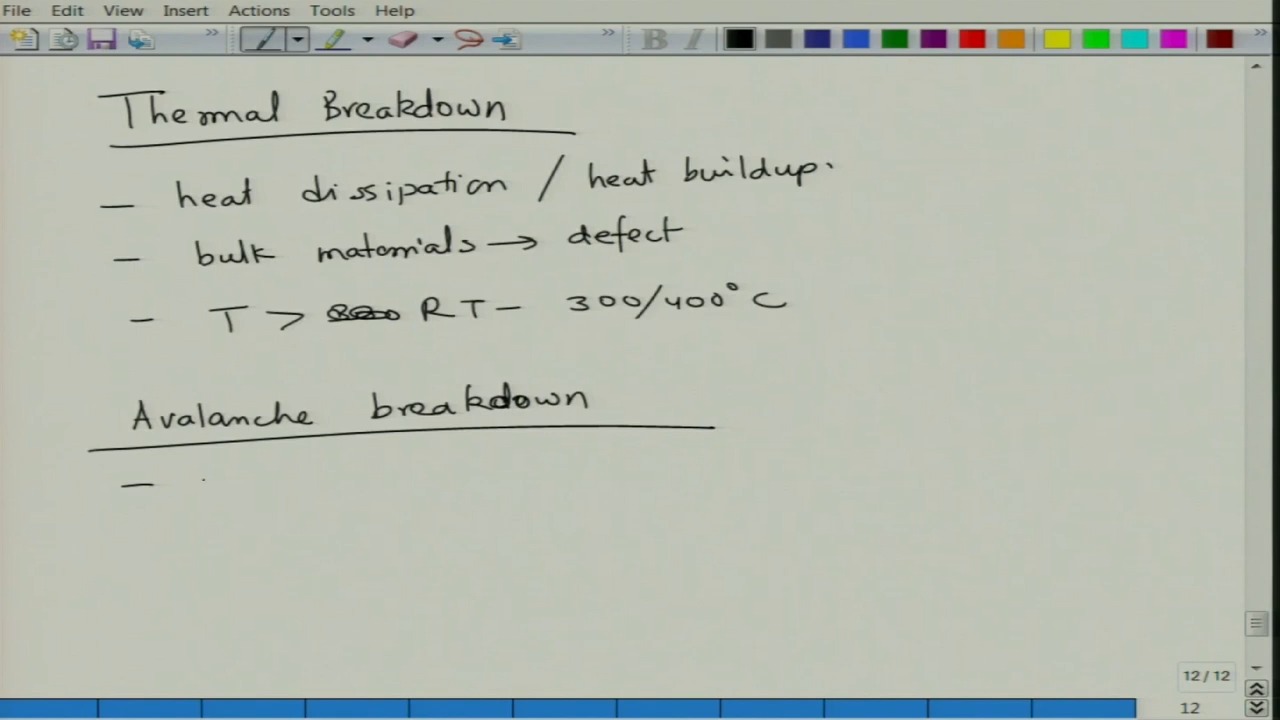 File Edit View Insert Actions Tools Help
Thermal Breakdown
— heat dissipation / heat buildup.
— bulk materials → defect
— T > RT — 300/400°C
Avalanche breakdown
—
12 / 12
12